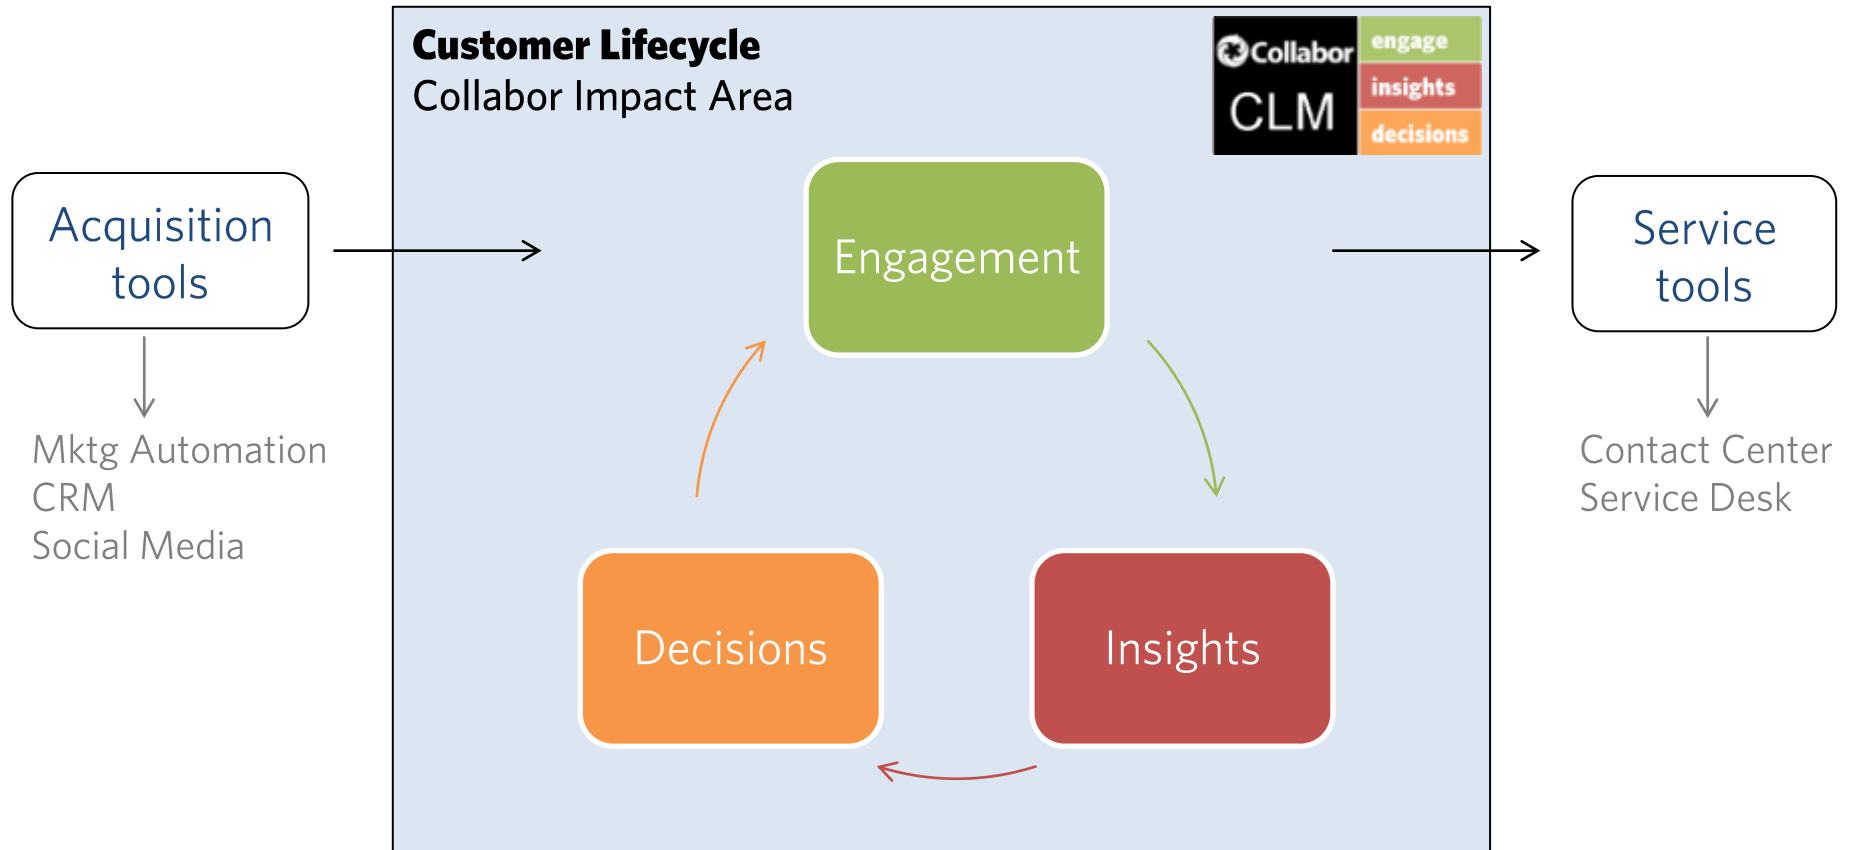 Customer Lifecycle
Collabor Impact Area
Collabor
CLM
engage
insights
decisions
Acquisition
tools
Mktg Automation
CRM
Social Media
Engagement
Decisions
Insights
Service
tools
Contact Center
Service Desk